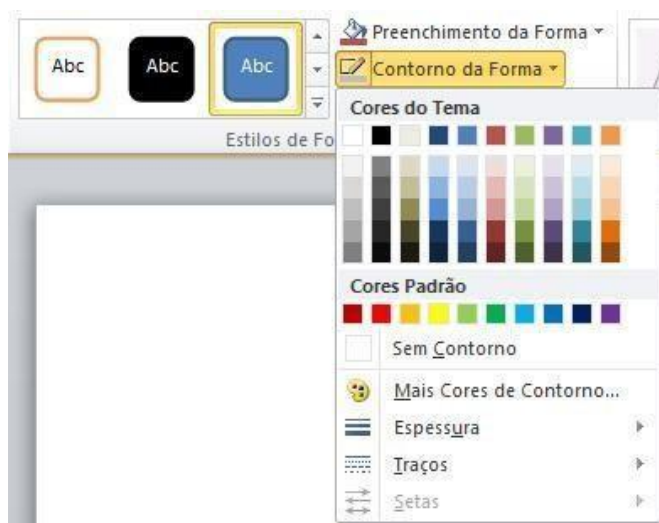 Abc Abc Abc
Preenchimento da Forma
Contorno da Forma
Estilos de Fo
Cores do Tema
Cores Padrão
Sem Contorno
Mais Cores de Contorno...
Espessura
Traços
Setas